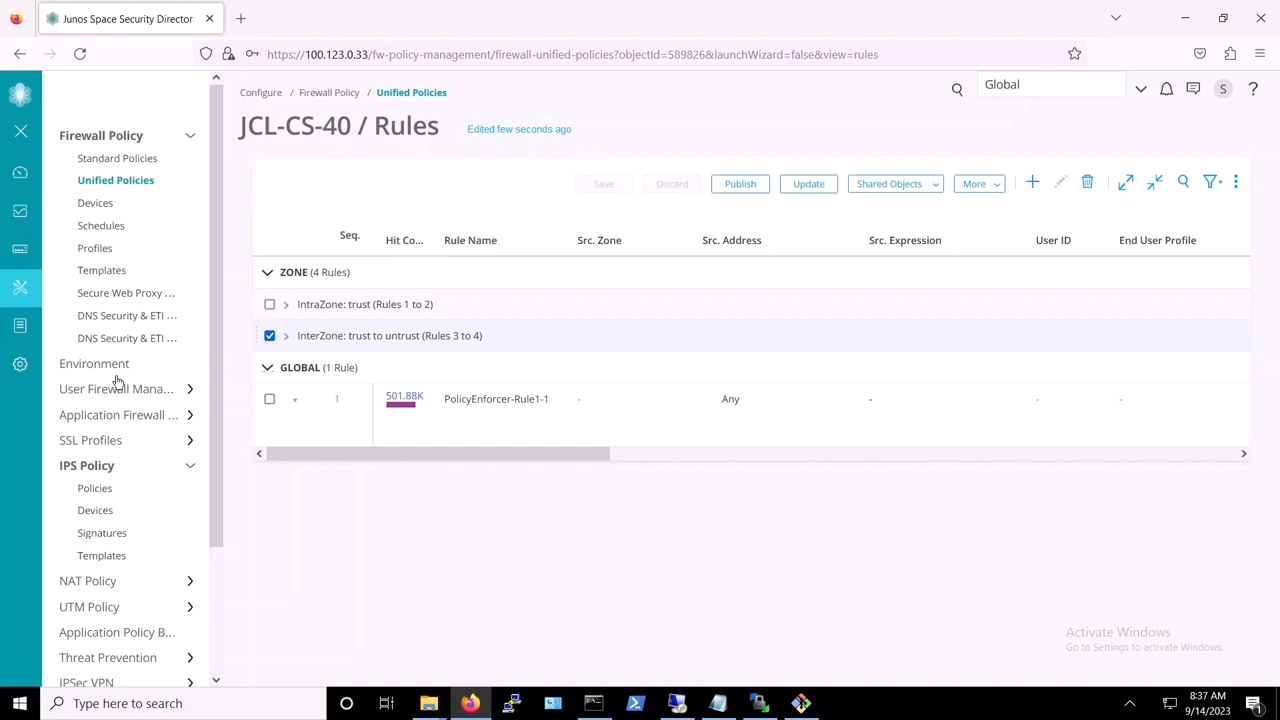 Junos Space Security Director
https://100.123.0.33/fw-policy-management/firewall-unified-policies?objectId=589826&launchWizard=false&view=rules
Global
S
?
Configure / Firewall Policy / Unified Policies
JCL-CS-40 / Rules
Edited few seconds ago
Firewall Policy
Standard Policies
Unified Policies
Devices
Schedules
Profiles
Templates
Secure Web Proxy ...
DNS Security & ETI ...
DNS Security & ETI ...
Environment
User Firewall Mana...
Application Firewall ...
SSL Profiles
IPS Policy
Policies
Devices
Signatures
Templates
NAT Policy
UTM Policy
Application Policy B...
Threat Prevention
IPSec VPN
Save Discard Publish Update Shared Objects More
Seq. Hit Co... Rule Name Src. Zone Src. Address Src. Expression User ID End User Profile
ZONE (4 Rules)
IntraZone: trust (Rules 1 to 2)
InterZone: trust to untrust (Rules 3 to 4)
GLOBAL (1 Rule)
1 501.88K PolicyEnforcer-Rule1-1 - Any - - -
Activate Windows
Go to Settings to activate Windows.
Type here to search
8:37 AM
9/14/2023
1